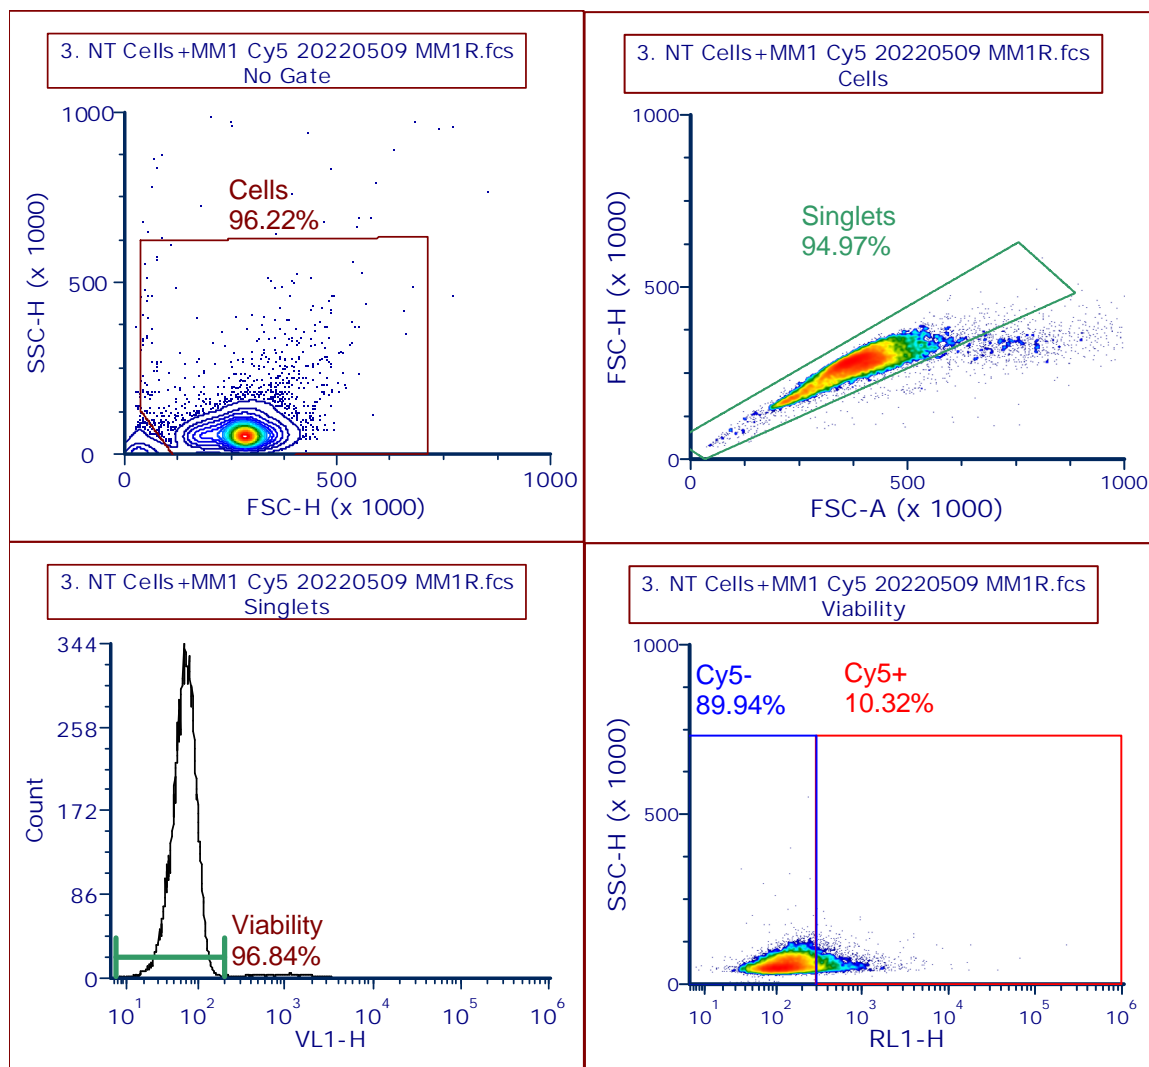 3. NT Cells+MM1 Cy5 20220509 MM1R.fcs
No Gate
1000
500
0
SSC-H (x 1000)
Cells
96.22%
0
500
1000
FSC-H (x 1000)
3. NT Cells+MM1 Cy5 20220509 MM1R.fcs
Cells
1000
500
0
FSC-H (x 1000)
Singlets
94.97%
0
500
1000
FSC-A (x 1000)
3. NT Cells+MM1 Cy5 20220509 MM1R.fcs
Singlets
344
258
172
86
0
Count
Viability
96.84%
10^1
10^2
10^3
10^4
10^5
10^6
VL1-H
3. NT Cells+MM1 Cy5 20220509 MM1R.fcs
Viability
1000
500
0
SSC-H (x 1000)
Cy5-
89.94%
Cy5+
10.32%
10^1
10^2
10^3
10^4
10^5
10^6
RL1-H